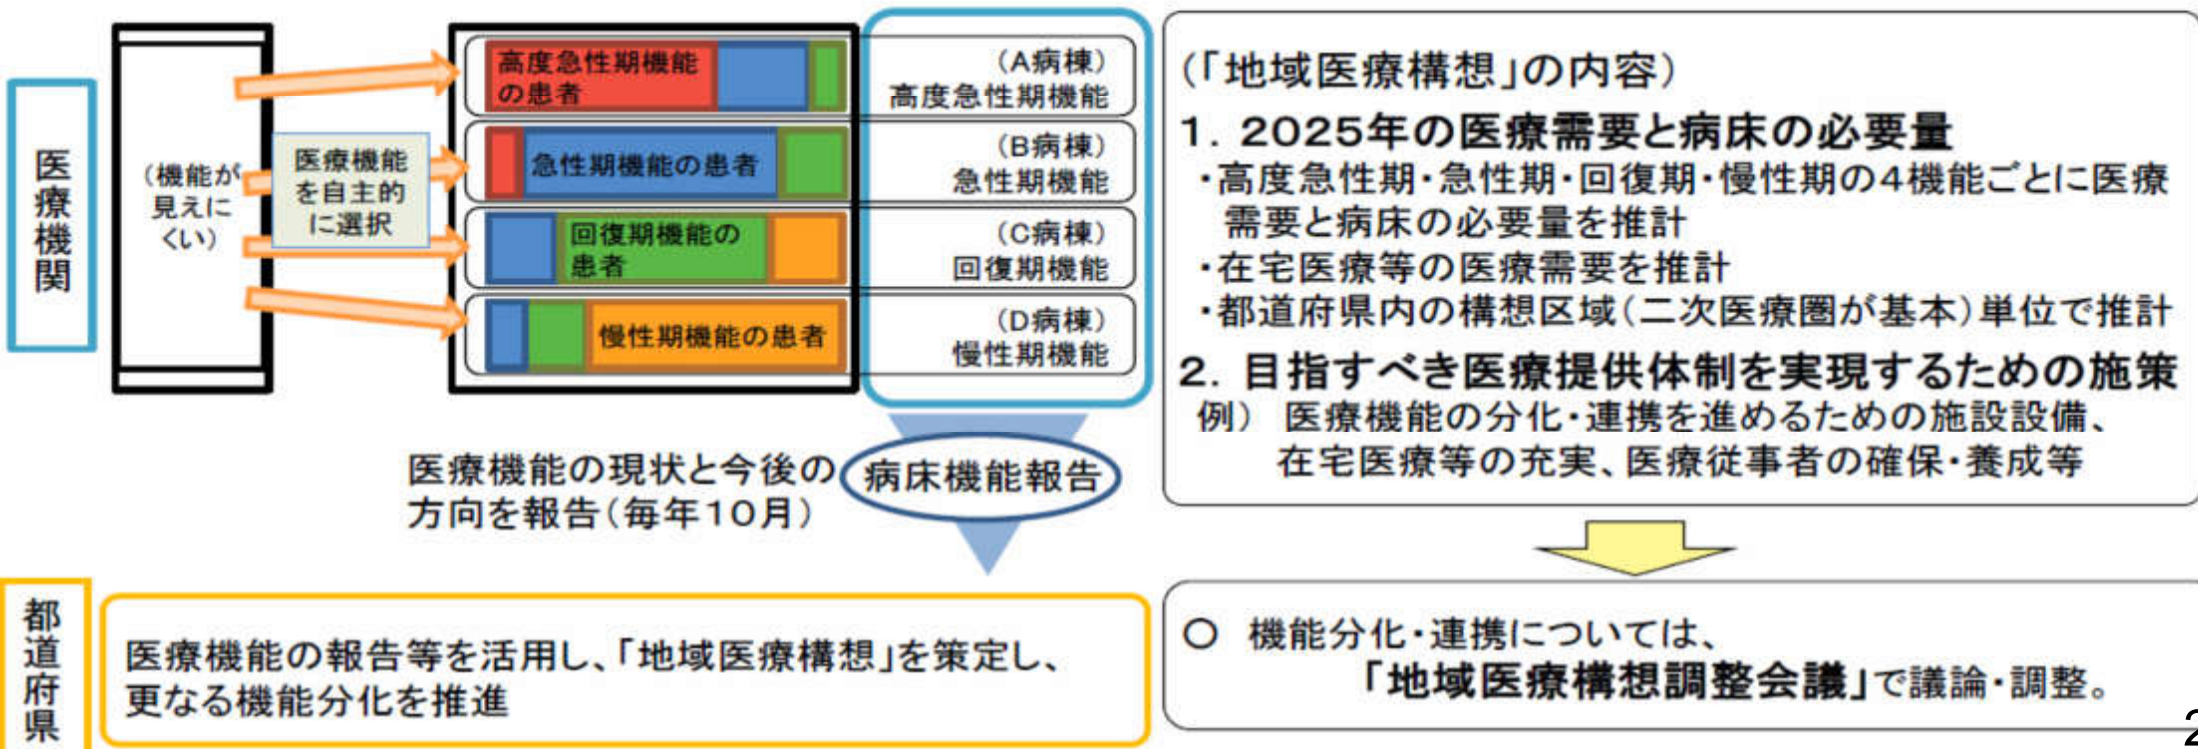 医療機関
(機能が
見えに
くい)
医療機能
を自主的
に選択
高度急性期機能
の患者
(A病棟)
高度急性期機能
急性期機能の患者
(B病棟)
急性期機能
回復期機能の
患者
(C病棟)
回復期機能
慢性期機能の患者
(D病棟)
慢性期機能
医療機能の現状と今後の
方向を報告(毎年10月)
病床機能報告
(「地域医療構想」の内容)
1. 2025年の医療需要と病床の必要量
・高度急性期・急性期・回復期・慢性期の4機能ごとに医療
需要と病床の必要量を推計
・在宅医療等の医療需要を推計
・都道府県内の構想区域(二次医療圏が基本)単位で推計
2. 目指すべき医療提供体制を実現するための施策
例) 医療機能の分化・連携を進めるための施設設備、
在宅医療等の充実、医療従事者の確保・養成等
都道府県
医療機能の報告等を活用し、「地域医療構想」を策定し、
更なる機能分化を推進
○ 機能分化・連携については、
「地域医療構想調整会議」で議論・調整。
2